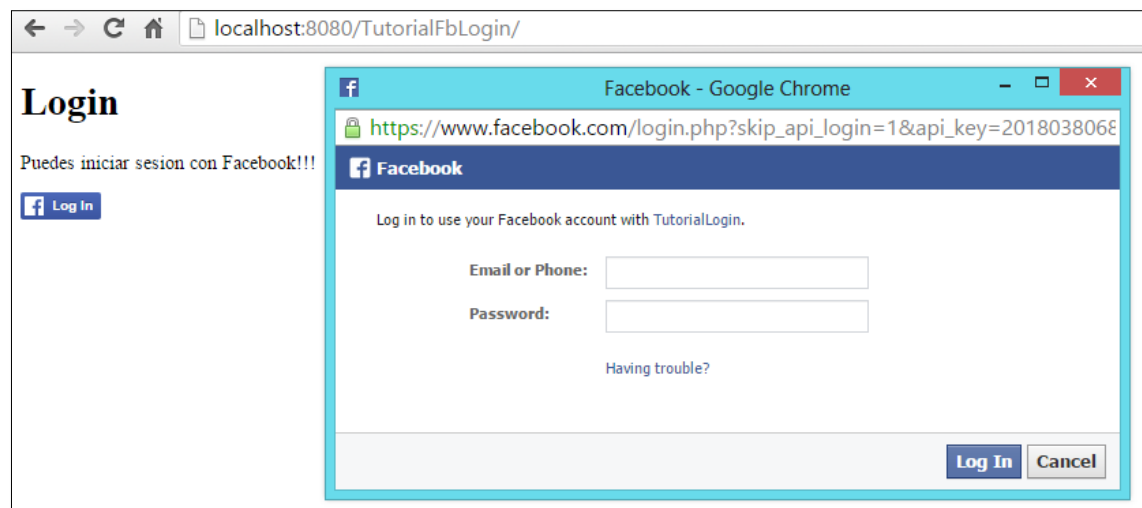 localhost:8080/TutorialFbLogin/
Login
Puedes iniciar sesion con Facebook!!!
Log In
Facebook - Google Chrome
https://www.facebook.com/login.php?skip_api_login=1&api_key=2018038068
Facebook
Log in to use your Facebook account with TutorialLogin.
Email or Phone:
Password:
Having trouble?
Log In Cancel